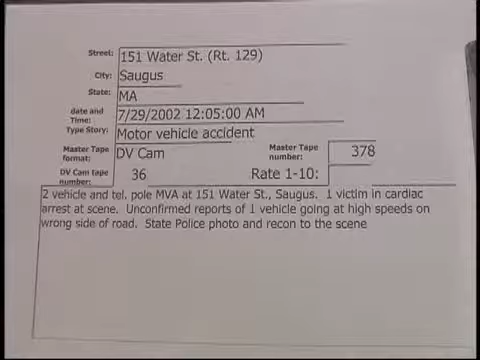 Street: 151 Water St. (Rt. 129)
City: Saugus
State: MA
date and Time: 7/29/2002 12:05:00 AM
Type Story: Motor vehicle accident
Master Tape format: DV Cam Master Tape number: 378
DV Cam tape number: 36 Rate 1-10:
2 vehicle and tel. pole MVA at 151 Water St., Saugus. 1 victim in cardiac
arrest at scene. Unconfirmed reports of 1 vehicle going at high speeds on
wrong side of road. State Police photo and recon to the scene